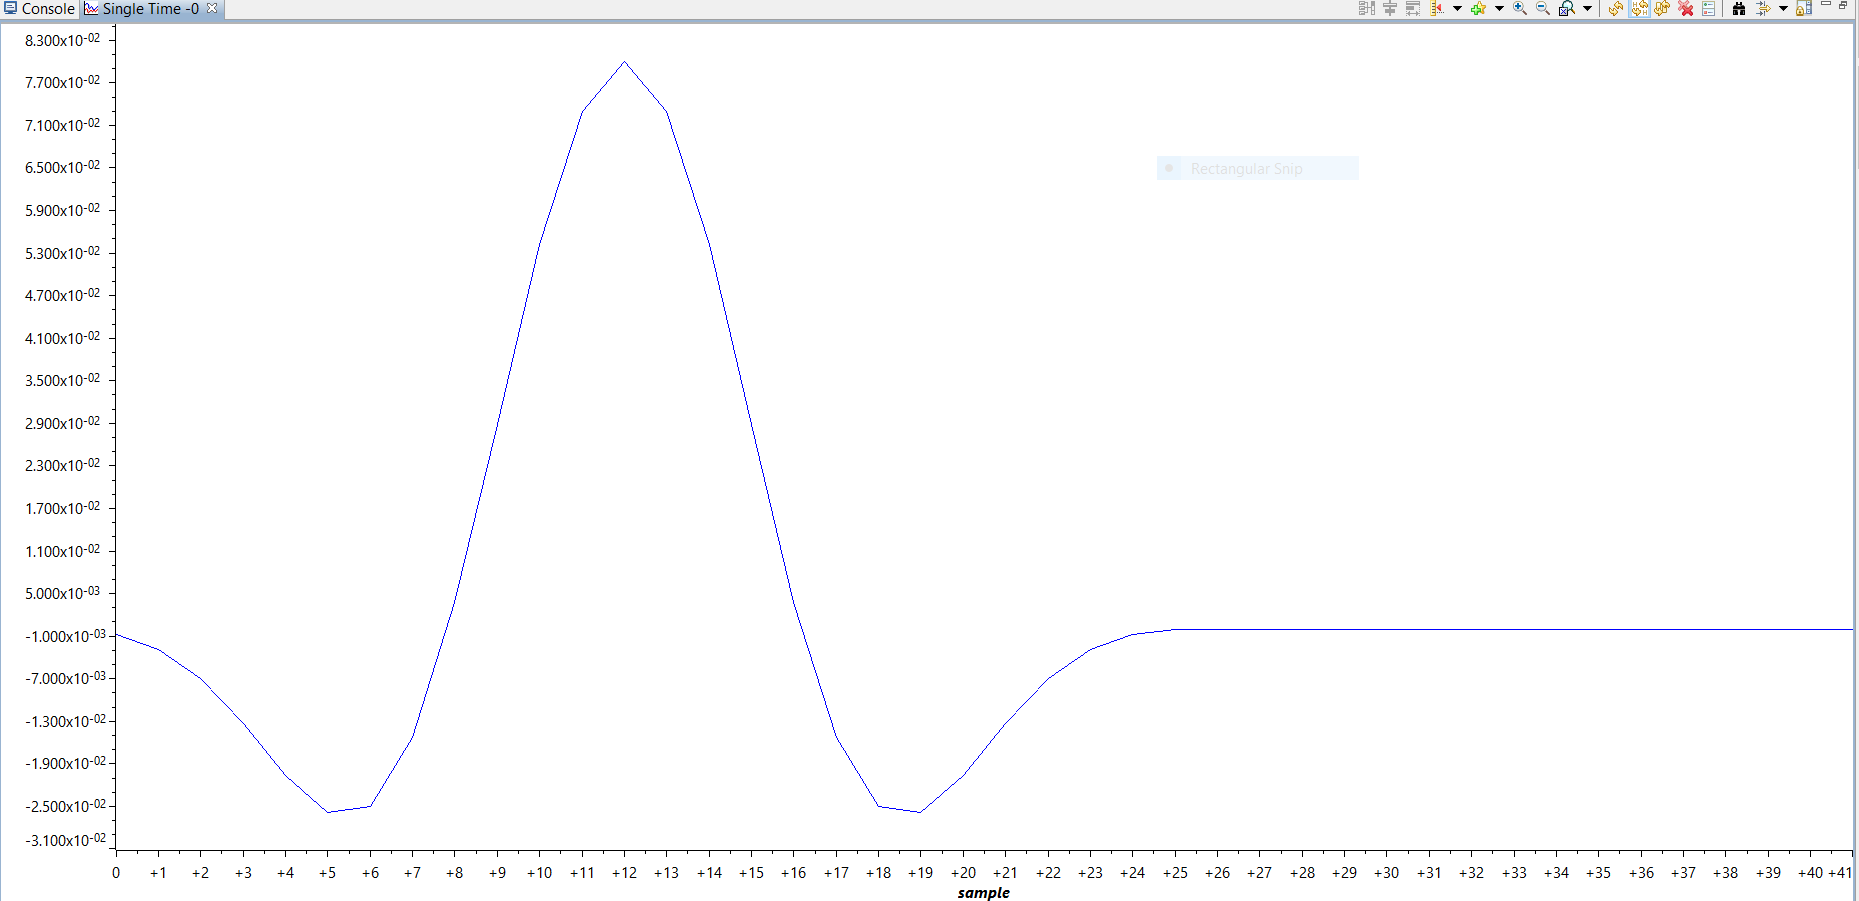 Console Single Time -0
8.300x10-02
7.700x10-02
7.100x10-02
6.500x10-02
Rectangular Snip
5.900x10-02
5.300x10-02
4.700x10-02
4.100x10-02
3.500x10-02
2.900x10-02
2.300x10-02
1.700x10-02
1.100x10-02
5.000x10-03
-1.000x10-03
-7.000x10-03
-1.300x10-02
-1.900x10-02
-2.500x10-02
-3.100x10-02
0 +1 +2 +3 +4 +5 +6 +7 +8 +9 +10 +11 +12 +13 +14 +15 +16 +17 +18 +19 +20 +21 +22 +23 +24 +25 +26 +27 +28 +29 +30 +31 +32 +33 +34 +35 +36 +37 +38 +39 +40 +41
sample